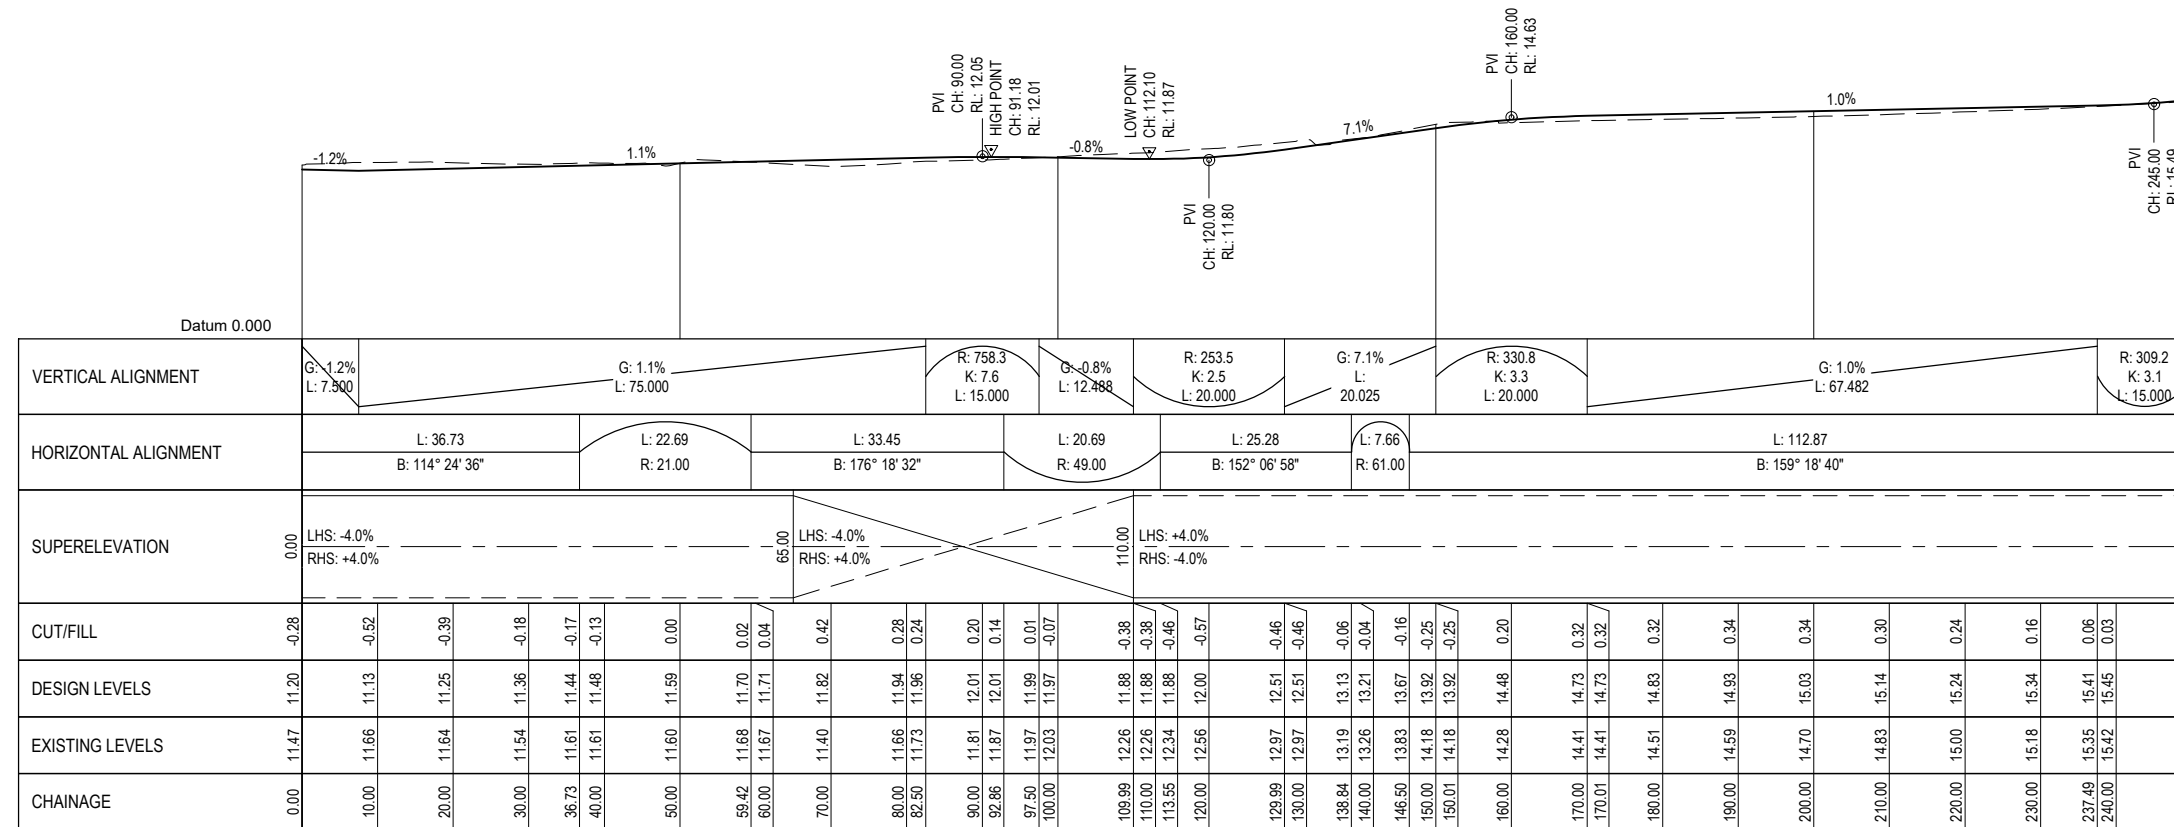 PVI
CH: 90.00
RL: 12.05
HIGH POINT
CH: 91.18
RL: 12.01
LOW POINT
CH: 112.10
RL: 11.87
PVI
CH: 160.00
RL: 14.63
-1.2%
1.1%
-0.8%
7.1%
1.0%
PVI
CH: 120.00
RL: 11.80
PVI
CH: 245.00
RL: 15.49
Datum 0.000
VERTICAL ALIGNMENT
G: -1.2%
L: 7.500
G: 1.1%
L: 75.000
R: 758.3
K: 7.6
L: 15.000
G: -0.8%
L: 12.488
R: 253.5
K: 2.5
L: 20.000
G: 7.1%
L:
20.025
R: 330.8
K: 3.3
L: 20.000
G: 1.0%
L: 67.482
R: 309.2
K: 3.1
L: 15.000
HORIZONTAL ALIGNMENT
L: 36.73
B: 114° 24' 36"
L: 22.69
R: 21.00
L: 33.45
B: 176° 18' 32"
L: 20.69
R: 49.00
L: 25.28
B: 152° 06' 58"
L: 7.66
R: 61.00
L: 112.87
B: 159° 18' 40"
SUPERELEVATION
0.00
LHS: -4.0%
RHS: +4.0%
65.00
LHS: -4.0%
RHS: +4.0%
110.00
LHS: +4.0%
RHS: -4.0%
CUT/FILL -0.28 -0.52 -0.39 -0.18 -0.17 -0.13 0.00 0.02 0.04 0.42 0.28 0.24 0.20 0.14 0.01 -0.07 -0.38 -0.38 -0.46 -0.57 -0.46 -0.46 -0.06 -0.04 -0.16 -0.25 -0.25 0.20 0.32 0.32 0.32 0.34 0.34 0.30 0.24 0.16 0.06 0.03
DESIGN LEVELS 11.20 11.13 11.25 11.36 11.44 11.48 11.59 11.70 11.71 11.82 11.94 11.96 12.01 12.01 11.99 11.97 11.88 11.88 11.88 12.00 12.51 12.51 13.13 13.21 13.67 13.92 13.92 14.48 14.73 14.73 14.83 14.93 15.03 15.14 15.24 15.34 15.41 15.45
EXISTING LEVELS 11.47 11.66 11.64 11.54 11.61 11.61 11.60 11.68 11.67 11.40 11.66 11.73 11.81 11.87 11.97 12.03 12.26 12.26 12.34 12.56 12.97 12.97 13.19 13.26 13.83 14.18 14.18 14.28 14.41 14.41 14.51 14.59 14.70 14.83 15.00 15.18 15.35 15.42
CHAINAGE 0.00 10.00 20.00 30.00 36.73 40.00 50.00 59.42 60.00 70.00 80.00 82.50 90.00 92.86 97.50 100.00 109.99 110.00 113.55 120.00 129.99 130.00 138.84 140.00 146.50 150.00 150.01 160.00 170.00 170.01 180.00 190.00 200.00 210.00 220.00 230.00 237.49 240.00